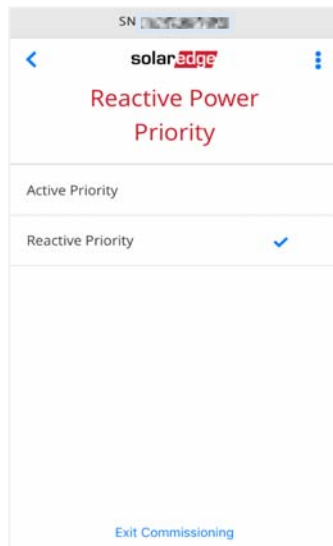 SN
solaredge
Reactive Power
Priority
Active Priority
Reactive Priority
Exit Commissioning